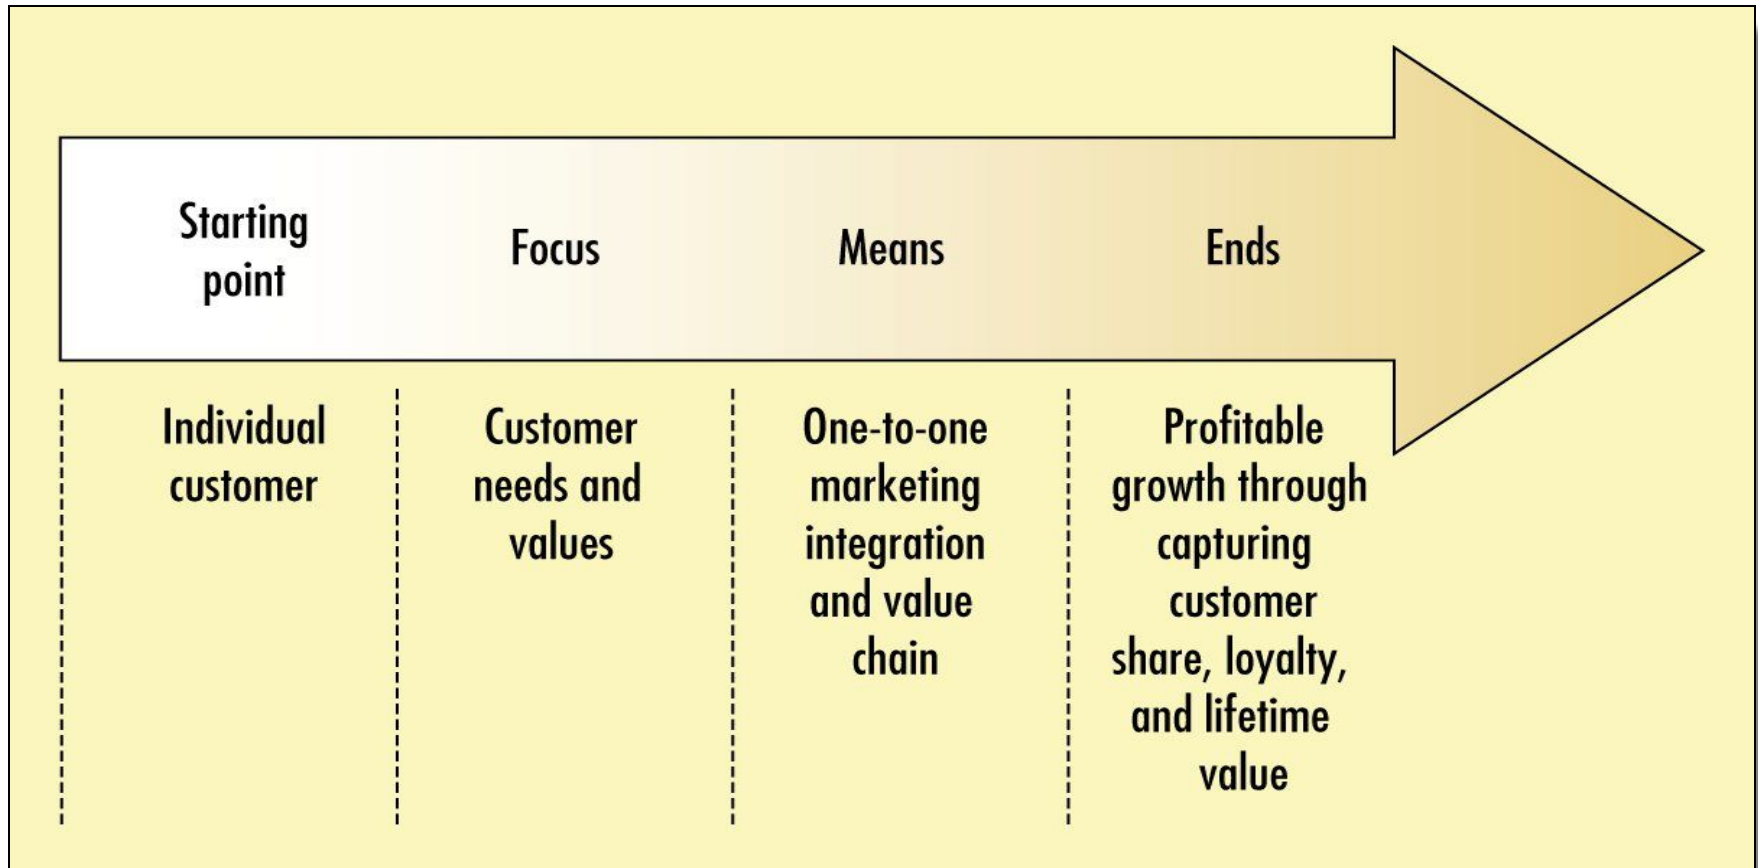 Starting
point
Focus
Means
Ends
Individual
customer
Customer
needs and
values
One-to-one
marketing
integration
and value
chain
Profitable
growth through
capturing
customer
share, loyalty,
and lifetime
value